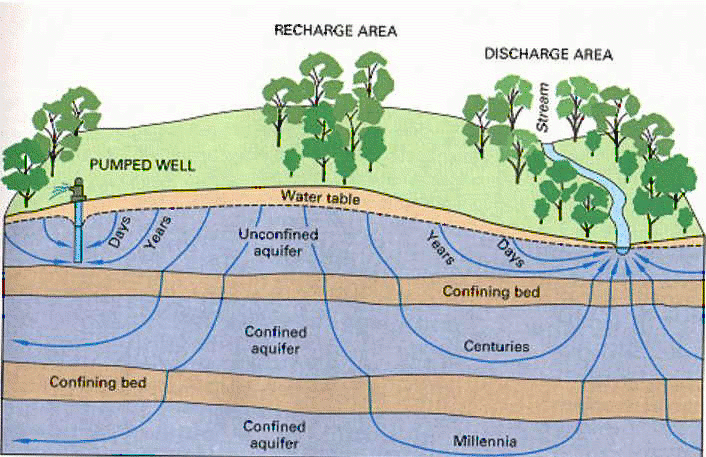 RECHARGE AREA
DISCHARGE AREA
Stream
PUMPED WELL
Water table
Days
Years
Unconfined
aquifer
Years
Days
Confining bed
Confined
aquifer
Centuries
Confining bed
Confined
aquifer
Millennia